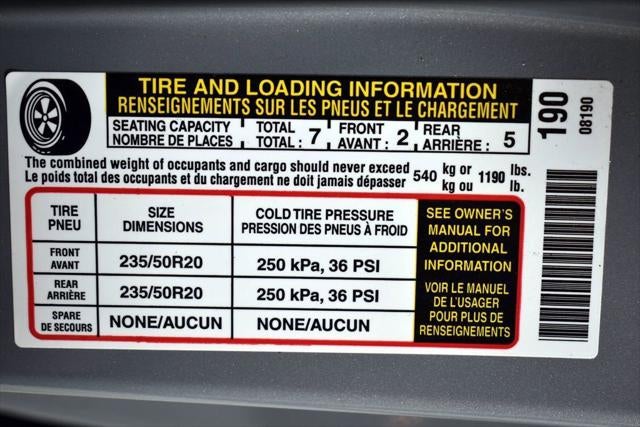 TIRE AND LOADING INFORMATION
RENSEIGNEMENTS SUR LES PNEUS ET LE CHARGEMENT
SEATING CAPACITY TOTAL FRONT REAR
NOMBRE DE PLACES TOTAL : 7 AVANT : 2 ARRIÈRE : 5
The combined weight of occupants and cargo should never exceed 540 kg or 1190 lbs.
Le poids total des occupants et du chargement ne doit jamais dépasser kg ou lb.
TIRE SIZE COLD TIRE PRESSURE
PNEU DIMENSIONS PRESSION DES PNEUS À FROID
FRONT
AVANT 235/50R20 250 kPa, 36 PSI
REAR
ARRIÈRE 235/50R20 250 kPa, 36 PSI
SPARE
DE SECOURS NONE/AUCUN NONE/AUCUN
SEE OWNER'S
MANUAL FOR
ADDITIONAL
INFORMATION
VOIR LE MANUEL
DE L'USAGER
POUR PLUS DE
RENSEIGNEMENTS
190
08190